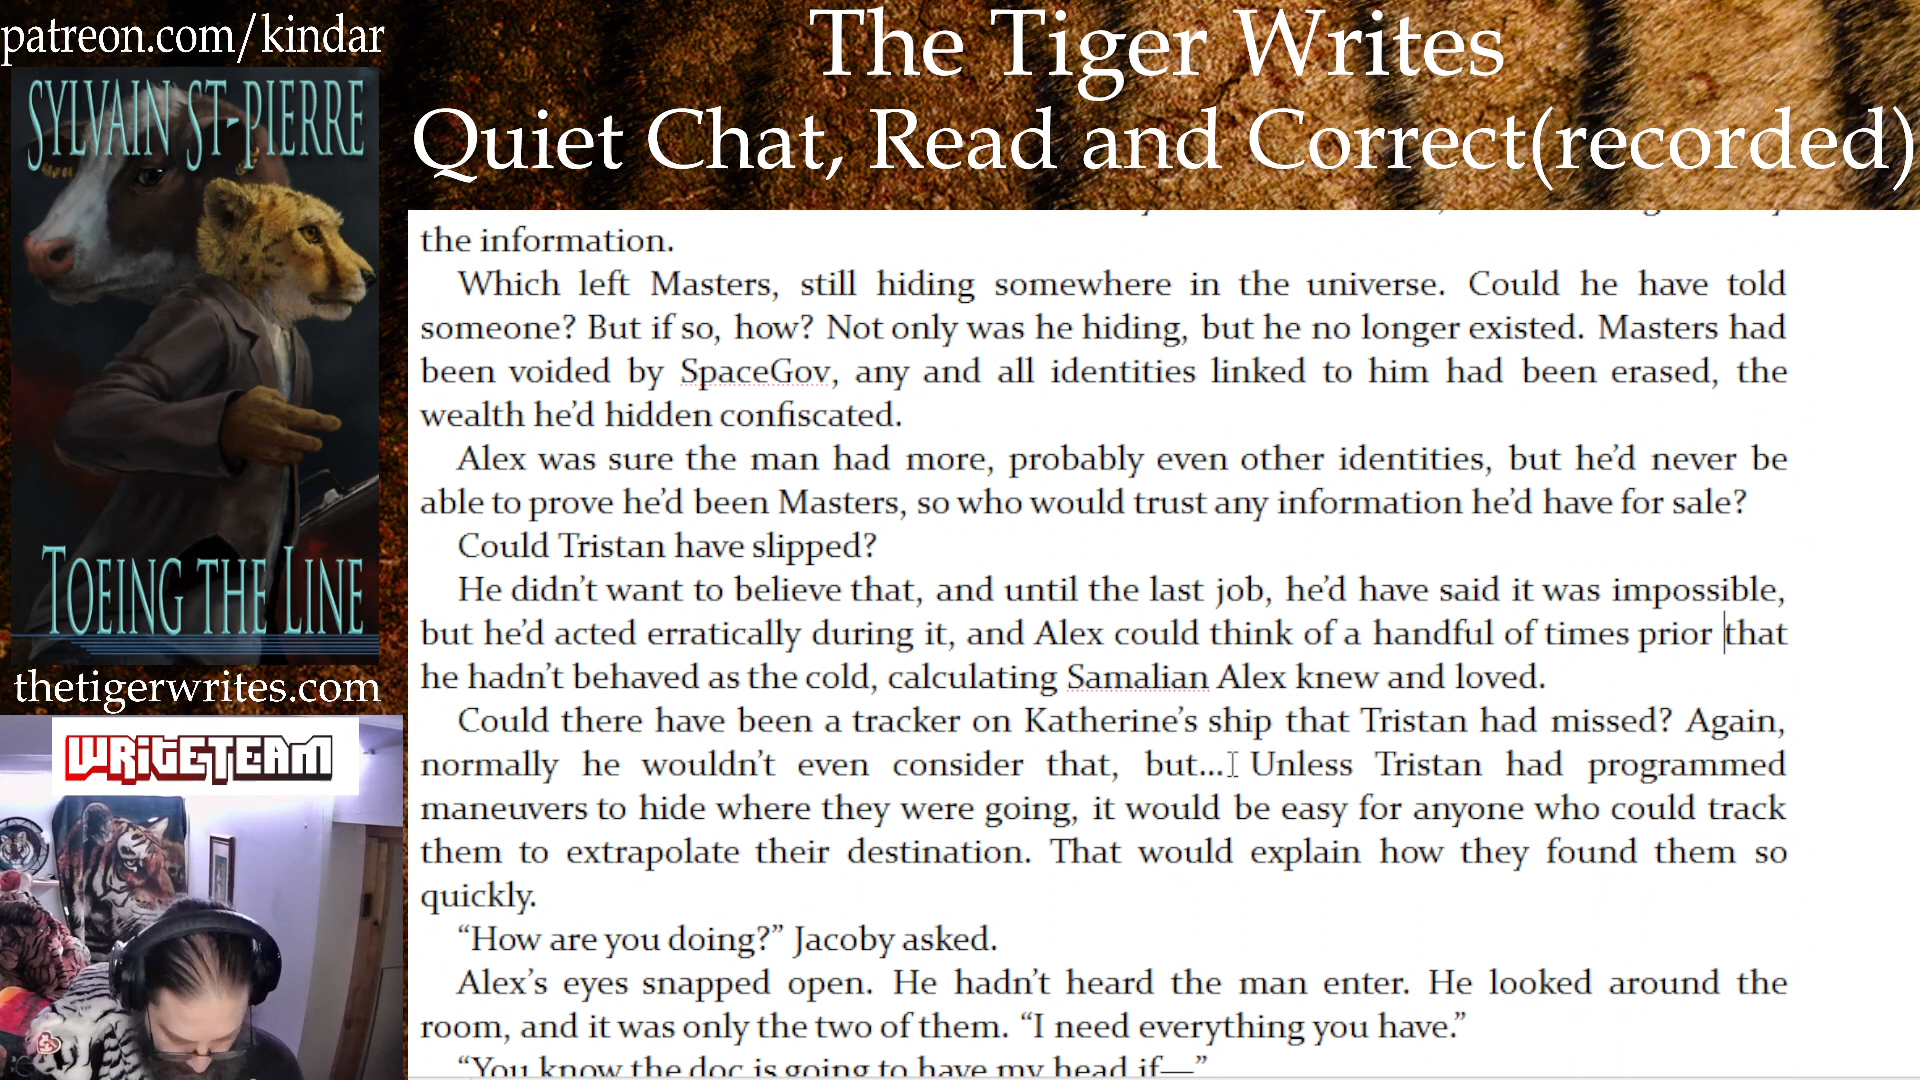 patreon.com/kindar
SYLVAIN ST-PIERRE
TOEING THE LINE
thetigerwrites.com
WRITETEAM
The Tiger Writes
Quiet Chat, Read and Correct(recorded)
the information.
Which left Masters, still hiding somewhere in the universe. Could he have told
someone? But if so, how? Not only was he hiding, but he no longer existed. Masters had
been voided by SpaceGov, any and all identities linked to him had been erased, the
wealth he’d hidden confiscated.
Alex was sure the man had more, probably even other identities, but he’d never be
able to prove he’d been Masters, so who would trust any information he’d have for sale?
Could Tristan have slipped?
He didn’t want to believe that, and until the last job, he’d have said it was impossible,
but he’d acted erratically during it, and Alex could think of a handful of times prior that
he hadn’t behaved as the cold, calculating Samalian Alex knew and loved.
Could there have been a tracker on Katherine’s ship that Tristan had missed? Again,
normally he wouldn’t even consider that, but... Unless Tristan had programmed
maneuvers to hide where they were going, it would be easy for anyone who could track
them to extrapolate their destination. That would explain how they found them so
quickly.
“How are you doing?” Jacoby asked.
Alex’s eyes snapped open. He hadn’t heard the man enter. He looked around the
room, and it was only the two of them. “I need everything you have.”
“You know the doc is going to have my head if—”